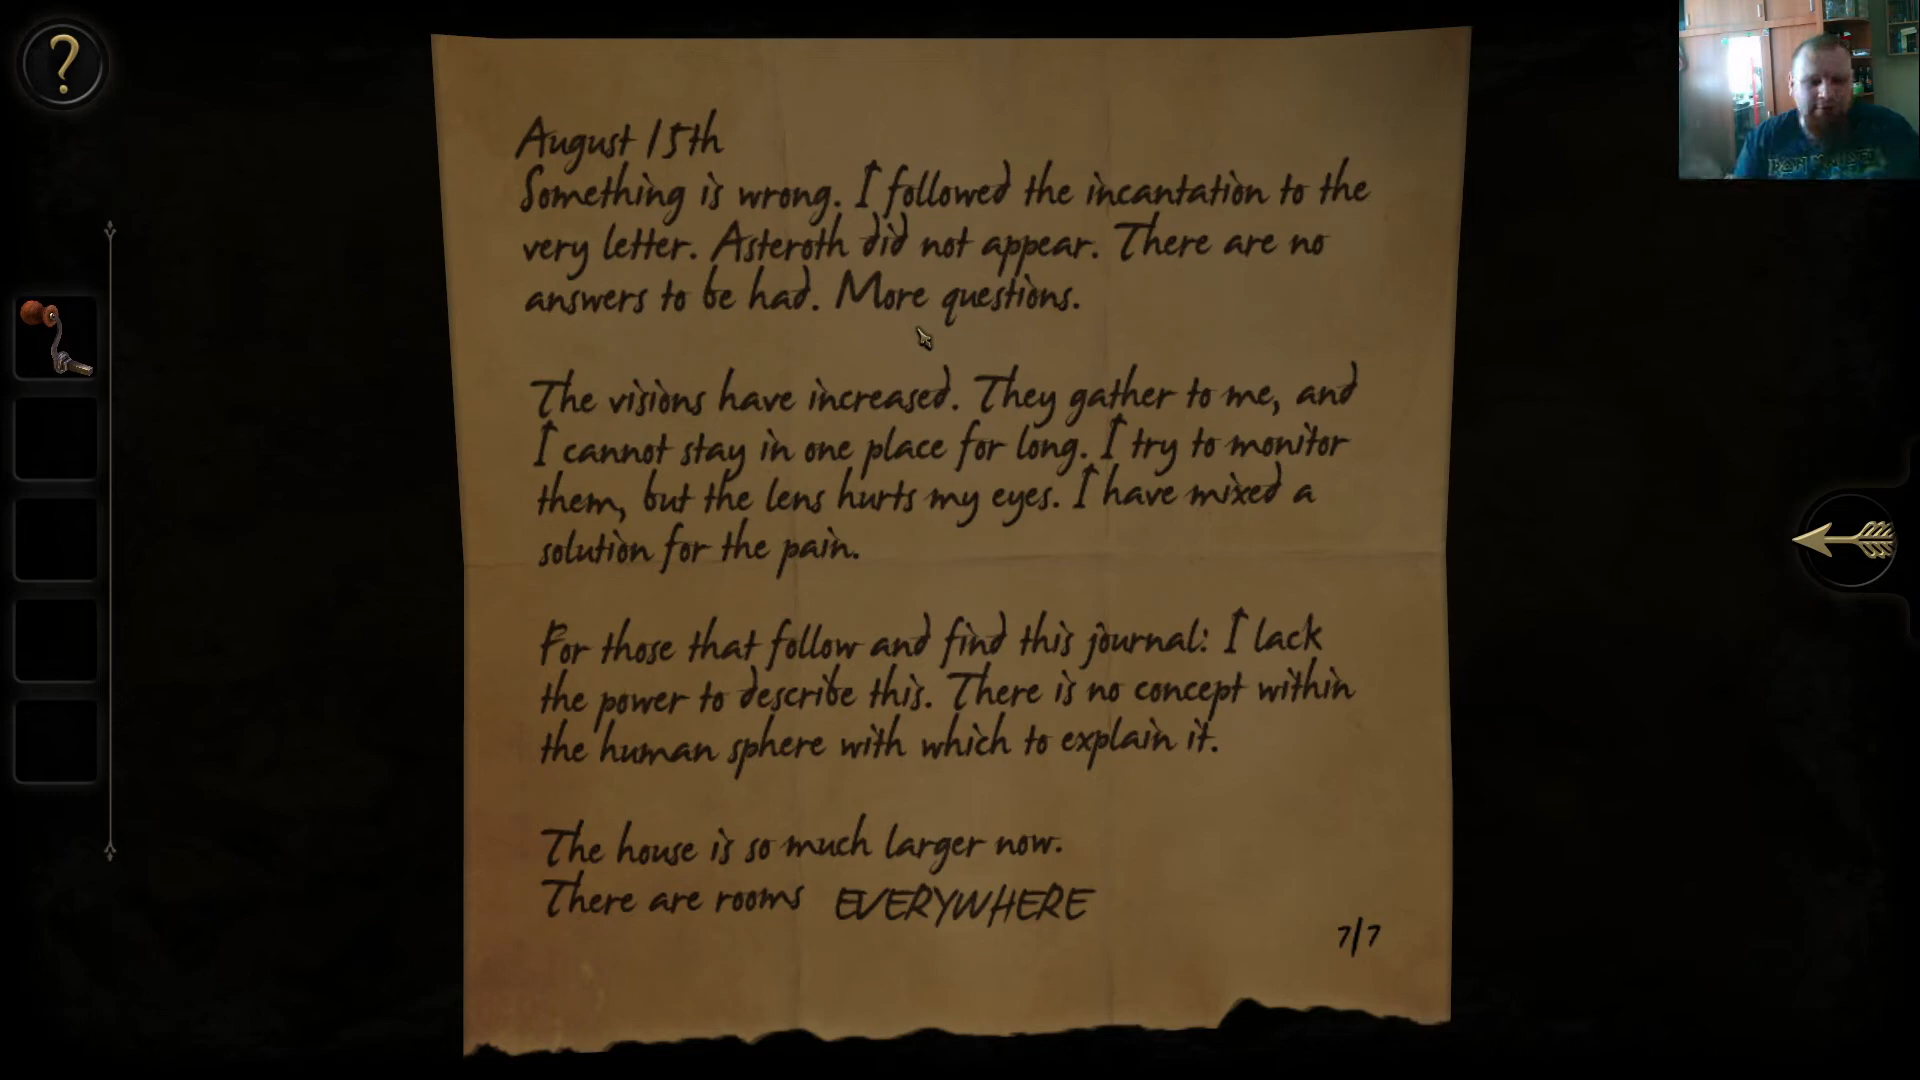 August 15th
Something is wrong. I followed the incantation to the
very letter. Asteroth did not appear. There are no
answers to be had. More questions.
The visions have increased. They gather to me, and
I cannot stay in one place for long. I try to monitor
them, but the lens hurts my eyes. I have mixed a
solution for the pain.
For those that follow and find this journal: I lack
the power to describe this. There is no concept within
the human sphere with which to explain it.
The house is so much larger now.
There are rooms EVERYWHERE
7/7
?
IRON MAIDEN